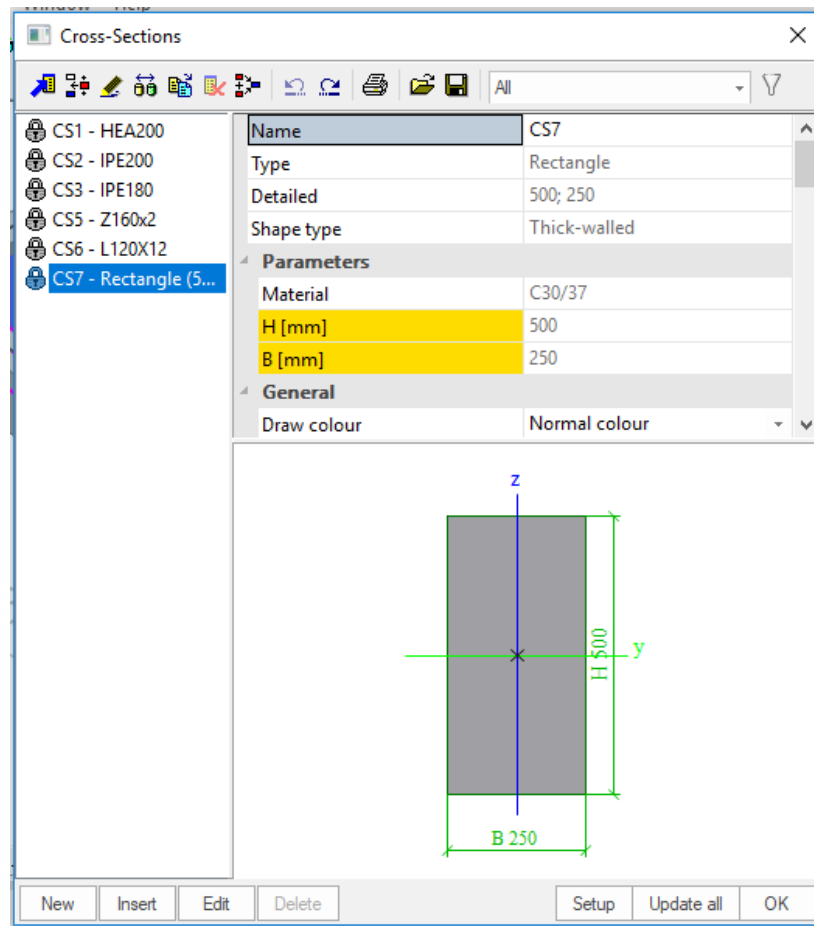 Window Help
Cross-Sections
All
CS1 - HEA200
CS2 - IPE200
CS3 - IPE180
CS5 - Z160x2
CS6 - L120X12
CS7 - Rectangle (5...
Name CS7
Type Rectangle
Detailed 500; 250
Shape type Thick-walled
Parameters
Material C30/37
H [mm] 500
B [mm] 250
General
Draw colour Normal colour
z
y
H 500
B 250
New Insert Edit Delete Setup Update all OK